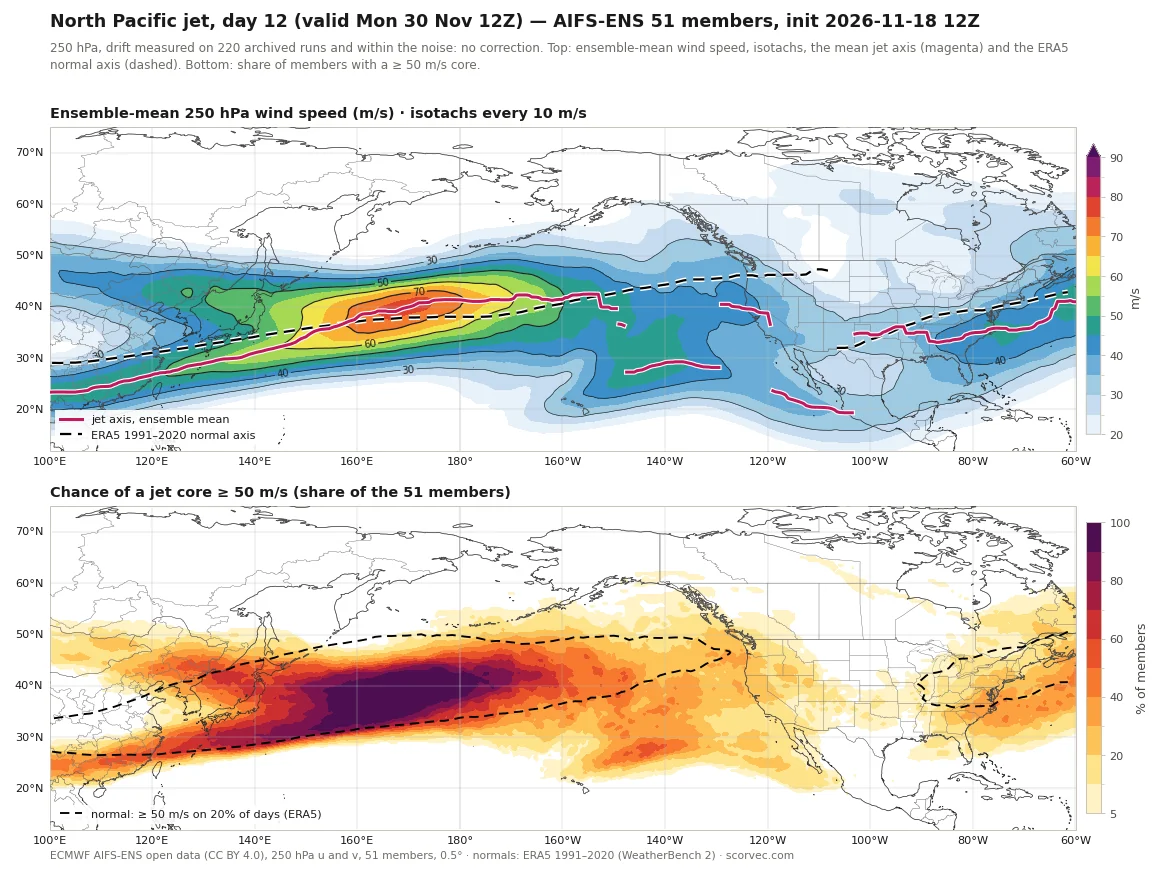 North Pacific jet, day 12 (valid Mon 30 Nov 12Z) — AIFS-ENS 51 members, init 2026-11-18 12Z
250 hPa, drift measured on 220 archived runs and within the noise: no correction. Top: ensemble-mean wind speed, isotachs, the mean jet axis (magenta) and the ERA5
normal axis (dashed). Bottom: share of members with a ≥ 50 m/s core.
Ensemble-mean 250 hPa wind speed (m/s) · isotachs every 10 m/s
70°N
60°N
50°N
40°N
30°N
20°N
30
50
70
60
30
40
30
40
30
jet axis, ensemble mean
ERA5 1991–2020 normal axis
100°E 120°E 140°E 160°E 180° 160°W 140°W 120°W 100°W 80°W 60°W
90
80
70
60
50
40
30
20
m/s
Chance of a jet core ≥ 50 m/s (share of the 51 members)
70°N
60°N
50°N
40°N
30°N
20°N
normal: ≥ 50 m/s on 20% of days (ERA5)
100°E 120°E 140°E 160°E 180° 160°W 140°W 120°W 100°W 80°W 60°W
100
80
60
40
20
5
% of members
ECMWF AIFS-ENS open data (CC BY 4.0), 250 hPa u and v, 51 members, 0.5° · normals: ERA5 1991–2020 (WeatherBench 2) · scorvec.com